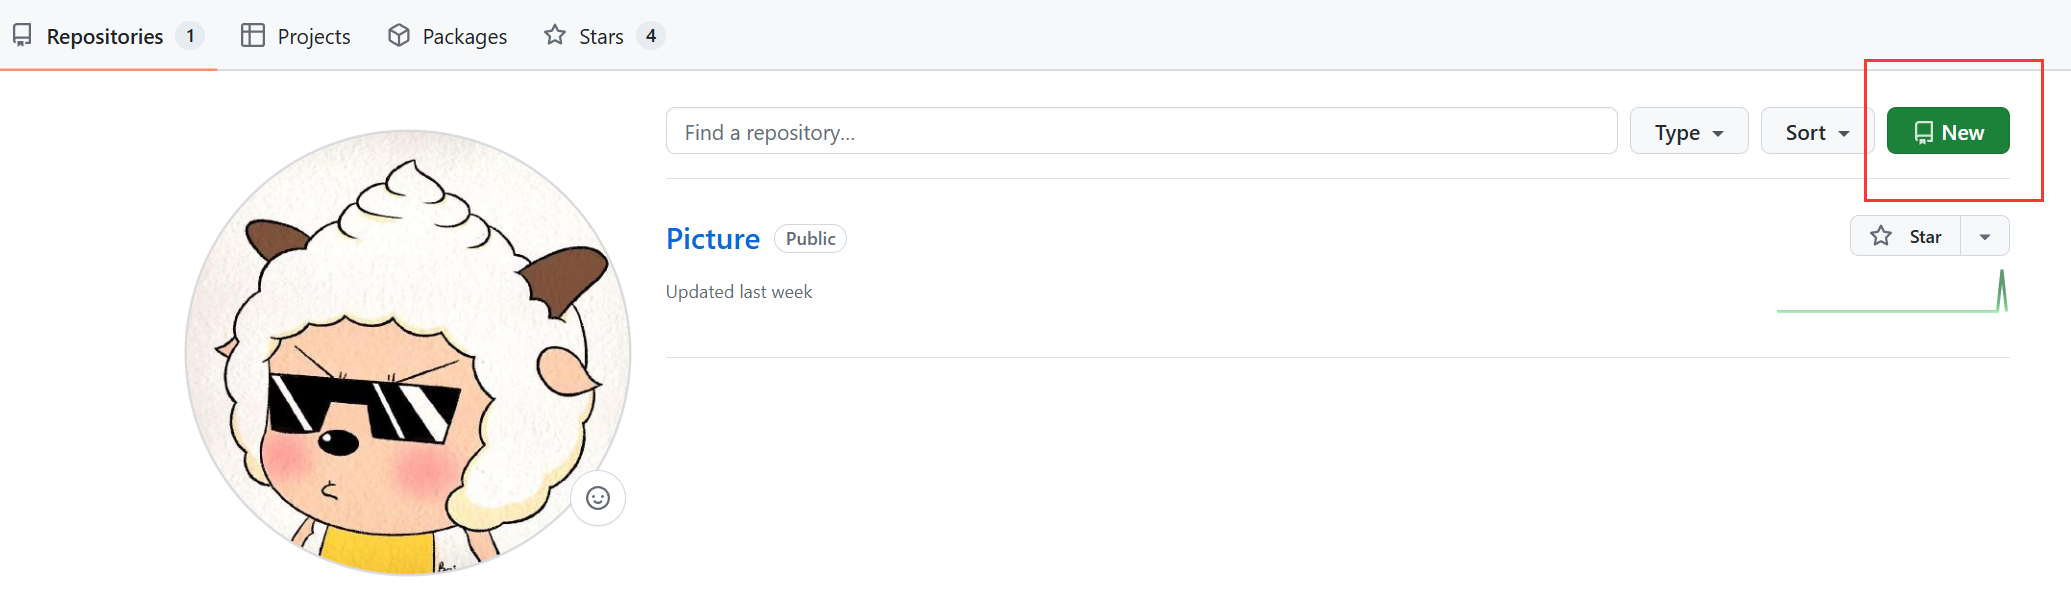 Repositories 1 Projects Packages Stars 4
Find a repository... Type Sort New
Picture Public Star
Updated last week